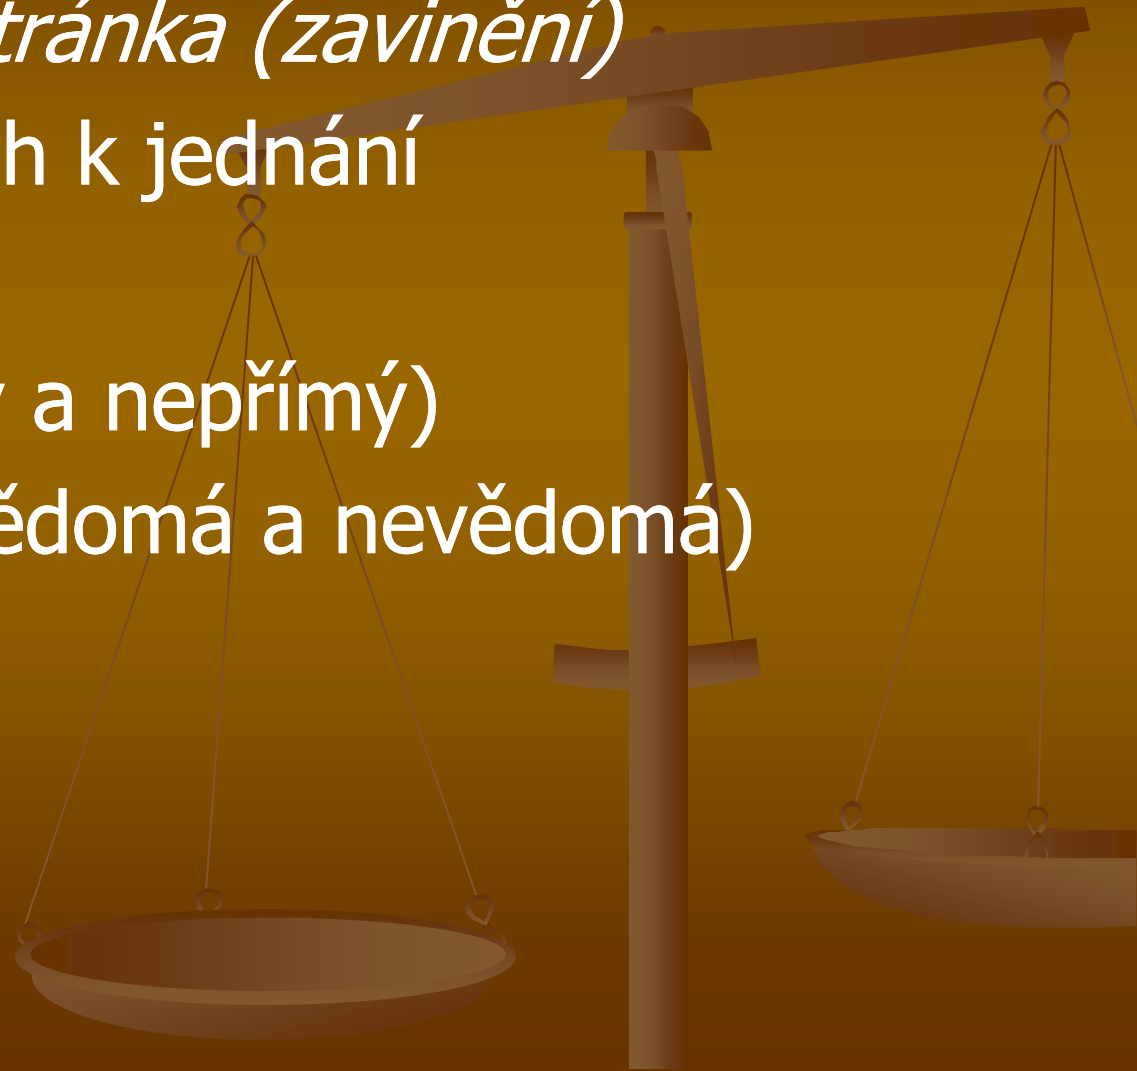 tránka (zavinění)
h k jednání
a nepřímý)
ědomá a nevědomá)